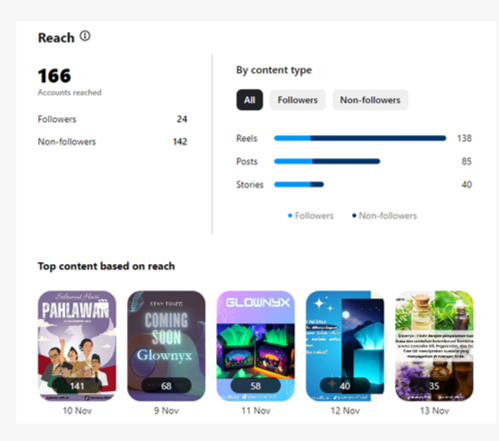 Reach
166
Accounts reached
Followers 24
Non-followers 142
By content type
All Followers Non-followers
Reels 138
Posts 85
Stories 40
Followers Non-followers
Top content based on reach
Selamat Hari
PAHLAWAN
141
10 Nov
STAY TUNED
COMING
SOON
Glownyx
68
9 Nov
GLOWNYX
58
11 Nov
40
12 Nov
35
13 Nov